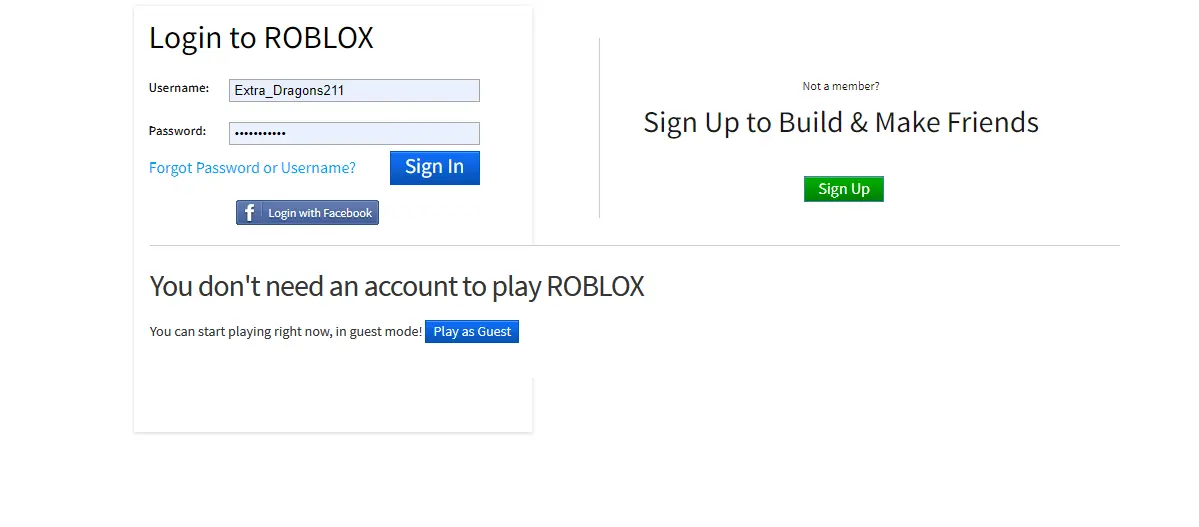 Login to ROBLOX
Username: Extra_Dragons211
Password: •••••••••••
Forgot Password or Username? Sign In
f Login with Facebook
Not a member?
Sign Up to Build & Make Friends
Sign Up
You don't need an account to play ROBLOX
You can start playing right now, in guest mode! Play as Guest